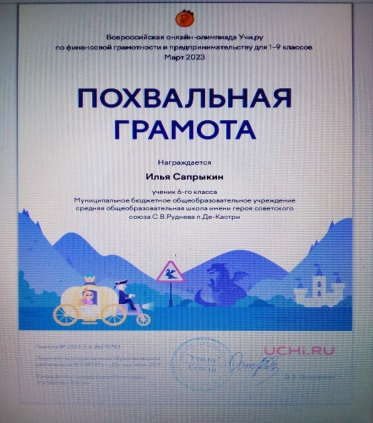 Всероссийская онлайн-олимпиада Учи.ру
по финансовой грамотности и предпринимательству для 1–9 классов
Март 2023
ПОХВАЛЬНАЯ
ГРАМОТА
Награждается
Илья Сапрыкин
ученик 6-го класса
Муниципальное бюджетное общеобразовательное учреждение
средняя общеобразовательная школа имени героя советского
союза С.В.Руднева п.Де-Кастри
UCHi.RU